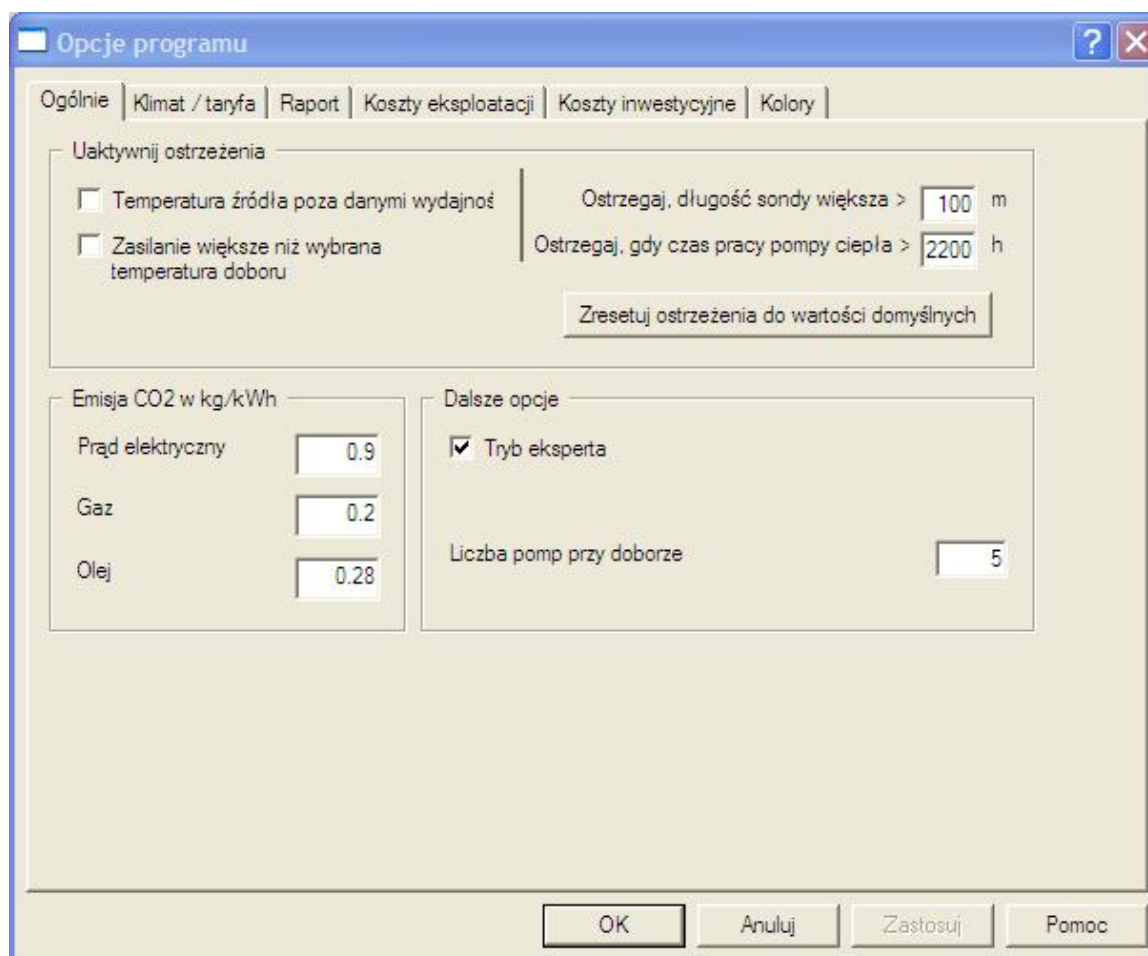 Opcje programu
Ogólnie Klimat / taryfa Raport Koszty eksploatacji Koszty inwestycyjne Kolory
Uaktywnij ostrzeżenia
Temperatura źródła poza danymi wydajnoś
Zasilanie większe niż wybrana
temperatura doboru
Ostrzegaj, długość sondy większa > 100 m
Ostrzegaj, gdy czas pracy pompy ciepła > 2200 h
Zresetuj ostrzeżenia do wartości domyślnych
Emisja CO2 w kg/kWh
Prąd elektryczny 0.9
Gaz 0.2
Olej 0.28
Dalsze opcje
Tryb eksperta
Liczba pomp przy doborze 5
OK Anuluj Zastosuj Pomoc